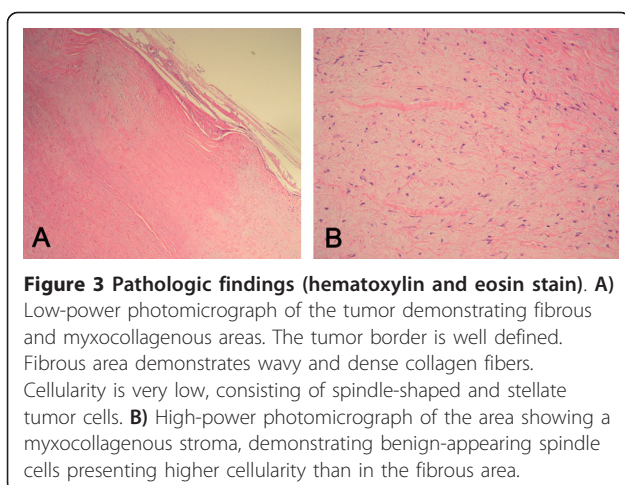 A
B
Figure 3 Pathologic findings (hematoxylin and eosin stain). A)
Low-power photomicrograph of the tumor demonstrating fibrous
and myxocollagenous areas. The tumor border is well defined.
Fibrous area demonstrates wavy and dense collagen fibers.
Cellularity is very low, consisting of spindle-shaped and stellate
tumor cells. B) High-power photomicrograph of the area showing a
myxocollagenous stroma, demonstrating benign-appearing spindle
cells presenting higher cellularity than in the fibrous area.